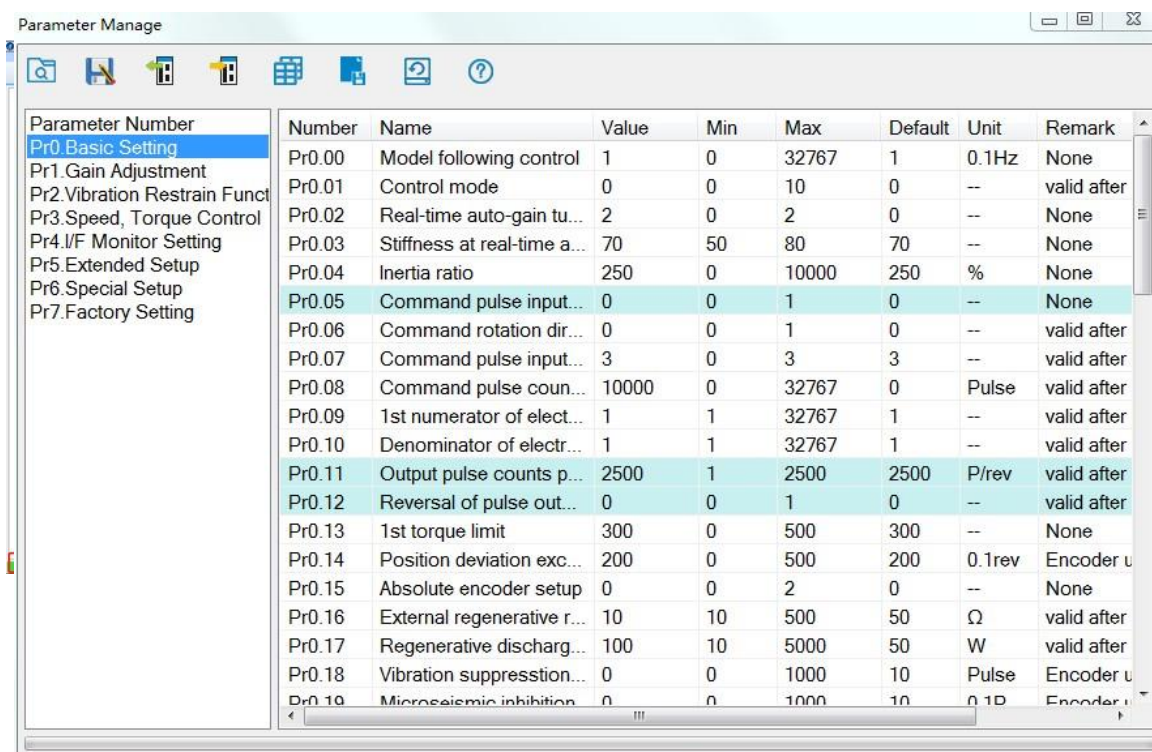 Parameter Manage
Parameter Number
Pr0.Basic Setting
Pr1.Gain Adjustment
Pr2.Vibration Restrain Funct
Pr3.Speed, Torque Control
Pr4.I/F Monitor Setting
Pr5.Extended Setup
Pr6.Special Setup
Pr7.Factory Setting
Number Name Value Min Max Default Unit Remark
Pr0.00 Model following control 1 0 32767 1 0.1Hz None
Pr0.01 Control mode 0 0 10 0 -- valid after
Pr0.02 Real-time auto-gain tu... 2 0 2 0 -- None
Pr0.03 Stiffness at real-time a... 70 50 80 70 -- None
Pr0.04 Inertia ratio 250 0 10000 250 % None
Pr0.05 Command pulse input... 0 0 1 0 -- None
Pr0.06 Command rotation dir... 0 0 1 0 -- valid after
Pr0.07 Command pulse input... 3 0 3 3 -- valid after
Pr0.08 Command pulse coun... 10000 0 32767 0 Pulse valid after
Pr0.09 1st numerator of elect... 1 1 32767 1 -- valid after
Pr0.10 Denominator of electr... 1 1 32767 1 -- valid after
Pr0.11 Output pulse counts p... 2500 1 2500 2500 P/rev valid after
Pr0.12 Reversal of pulse out... 0 0 1 0 -- valid after
Pr0.13 1st torque limit 300 0 500 300 -- None
Pr0.14 Position deviation exc... 200 0 500 200 0.1rev Encoder u
Pr0.15 Absolute encoder setup 0 0 2 0 -- None
Pr0.16 External regenerative r... 10 10 500 50 Ω valid after
Pr0.17 Regenerative discharg... 100 10 5000 50 W valid after
Pr0.18 Vibration suppresstion... 0 0 1000 10 Pulse Encoder u
Pr0.19 Microseismic inhibition 0 0 1000 10 0.1P Encoder u